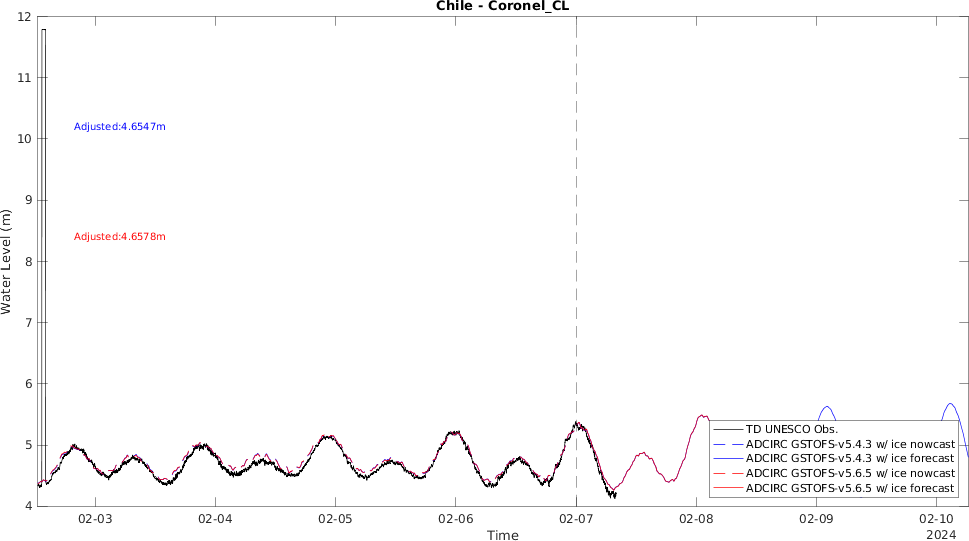 Chile - Coronel_CL
12
11
10
9
8
7
6
5
4
Water Level (m)
Adjusted:4.6547m
Adjusted:4.6578m
TD UNESCO Obs.
ADCIRC GSTOFS-v5.4.3 w/ ice nowcast
ADCIRC GSTOFS-v5.4.3 w/ ice forecast
ADCIRC GSTOFS-v5.6.5 w/ ice nowcast
ADCIRC GSTOFS-v5.6.5 w/ ice forecast
02-03 02-04 02-05 02-06 02-07 02-08 02-09 02-10
2024
Time